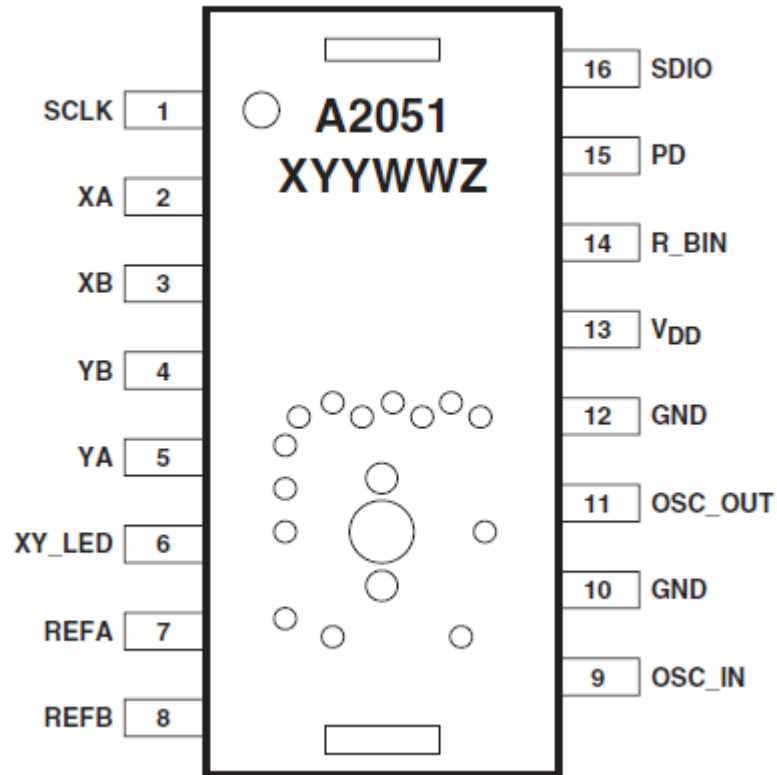 A2051
XYYWWZ
SCLK 1
XA 2
XB 3
YB 4
YA 5
XY_LED 6
REFA 7
REFB 8
16 SDIO
15 PD
14 R_BIN
13 VDD
12 GND
11 OSC_OUT
10 GND
9 OSC_IN